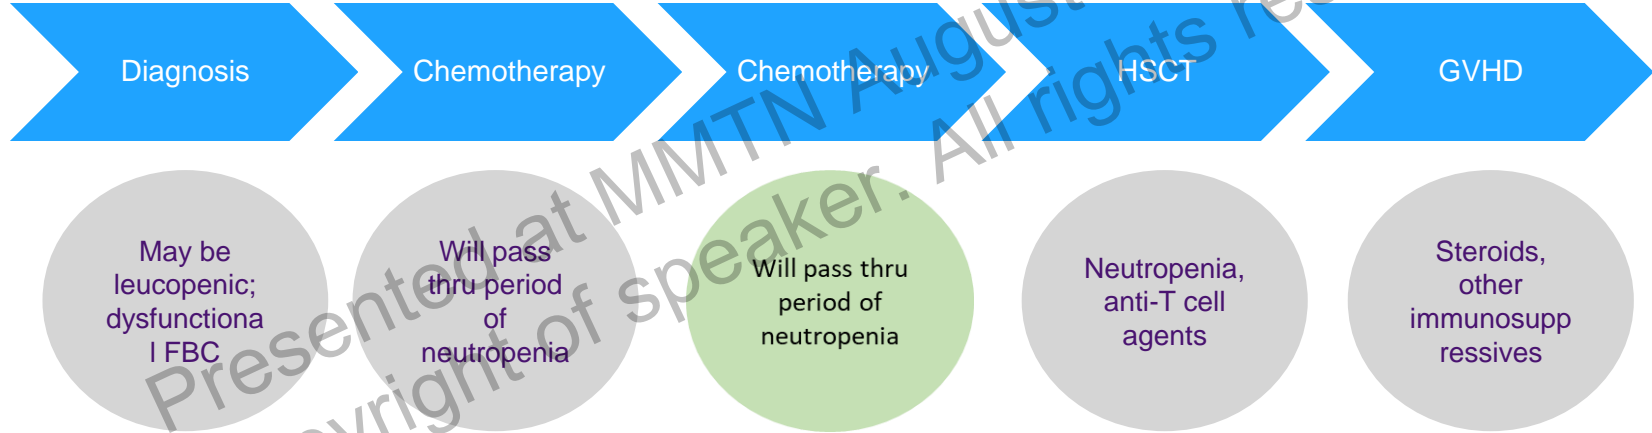 Diagnosis
Chemotherapy
Chemotherapy
HSCT
GVHD
May be
leucopenic;
dysfunctiona
l FBC
Will pass
thru period
of
neutropenia
Will pass thru
period of
neutropenia
Neutropenia,
anti-T cell
agents
Steroids,
other
immunosupp
ressives
Presented at MMTN August
of speaker. All rights